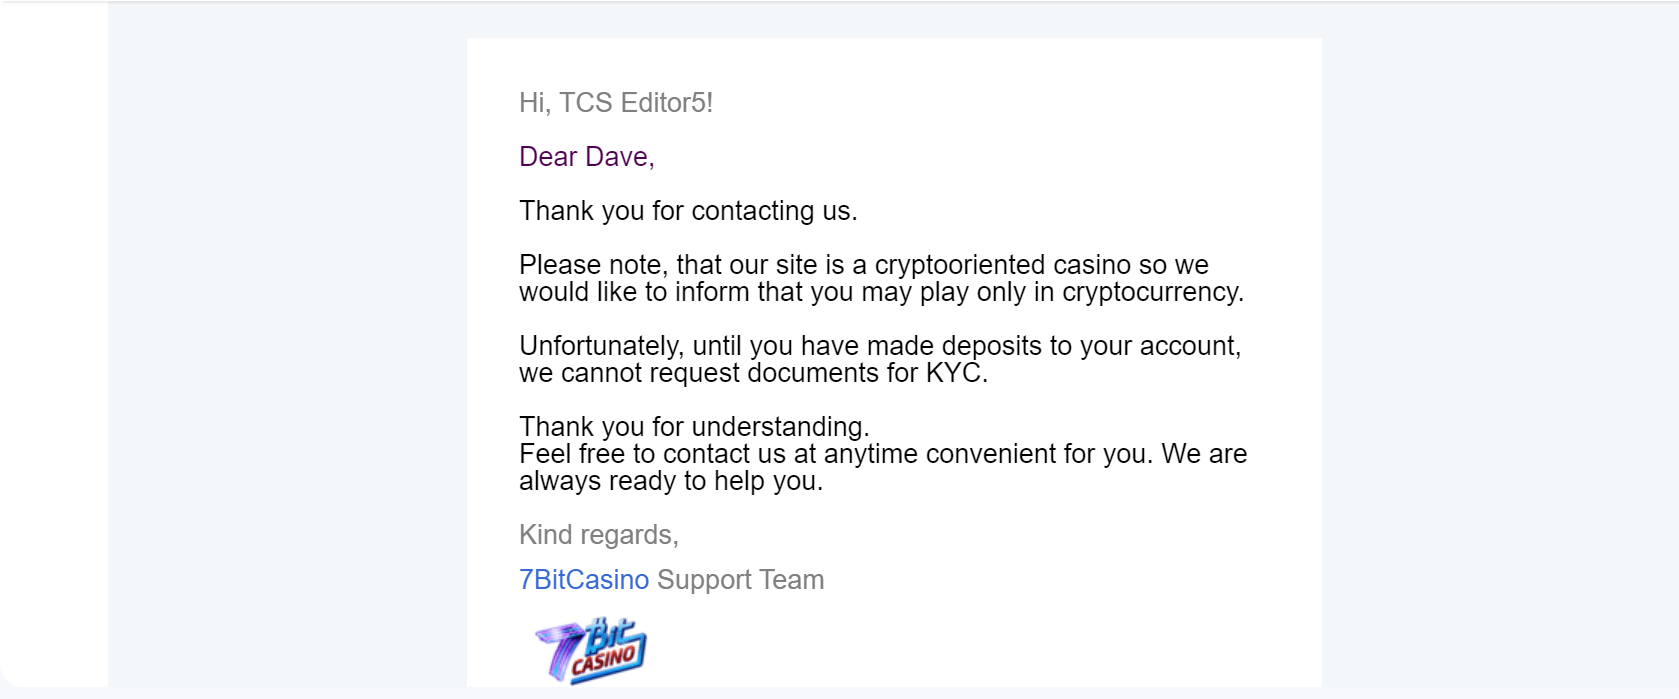 Hi, TCS Editor5!
Dear Dave,
Thank you for contacting us.
Please note, that our site is a cryptooriented casino so we
would like to inform that you may play only in cryptocurrency.
Unfortunately, until you have made deposits to your account,
we cannot request documents for KYC.
Thank you for understanding.
Feel free to contact us at anytime convenient for you. We are
always ready to help you.
Kind regards,
7BitCasino Support Team
7Bit
CASINO